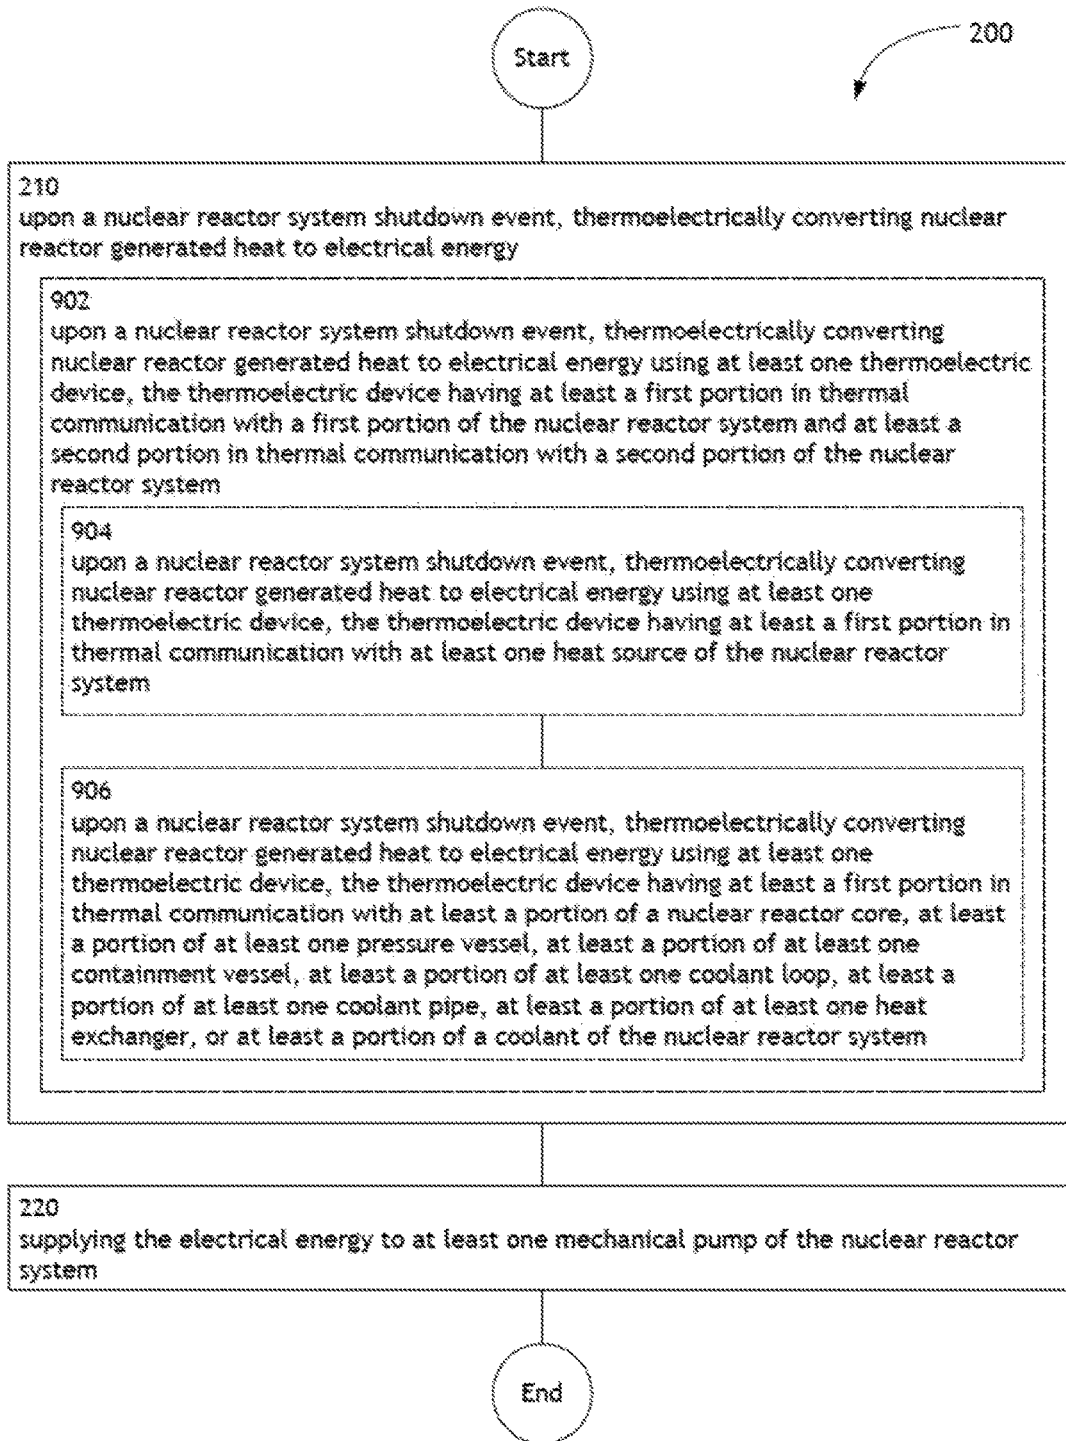 Start
200
210
upon a nuclear reactor system shutdown event, thermoelectrically converting nuclear
reactor generated heat to electrical energy
902
upon a nuclear reactor system shutdown event, thermoelectrically converting
nuclear reactor generated heat to electrical energy using at least one thermoelectric
device, the thermoelectric device having at least a first portion in thermal
communication with a first portion of the nuclear reactor system and at least a
second portion in thermal communication with a second portion of the nuclear
reactor system
904
upon a nuclear reactor system shutdown event, thermoelectrically converting
nuclear reactor generated heat to electrical energy using at least one
thermoelectric device, the thermoelectric device having at least a first portion in
thermal communication with at least one heat source of the nuclear reactor
system
906
upon a nuclear reactor system shutdown event, thermoelectrically converting
nuclear reactor generated heat to electrical energy using at least one
thermoelectric device, the thermoelectric device having at least a first portion in
thermal communication with at least a portion of a nuclear reactor core, at least
a portion of at least one pressure vessel, at least a portion of at least one
containment vessel, at least a portion of at least one coolant loop, at least a
portion of at least one coolant pipe, at least a portion of at least one heat
exchanger, or at least a portion of a coolant of the nuclear reactor system
220
supplying the electrical energy to at least one mechanical pump of the nuclear reactor
system
End